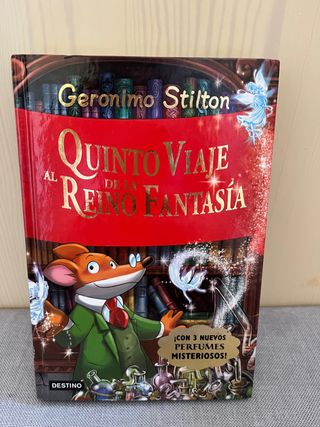 Geronimo Stilton
QUINTO VIAJE
AL REINO DE LA FANTASÍA
¡CON 3 NUEVOS
PERFUMES
MISTERIOSOS!
DESTINO